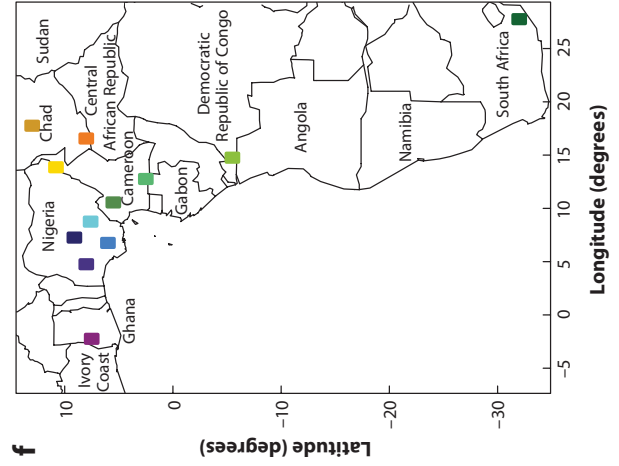 f
Sudan
Chad
Central
African Republic
Nigeria
Cameroon
Ivory
Coast
Ghana
Gabon
Democratic
Republic of Congo
Angola
Namibia
South Africa
10
0
−10
−20
−30
Latitude (degrees)
−5
0
5
10
15
20
25
Longitude (degrees)